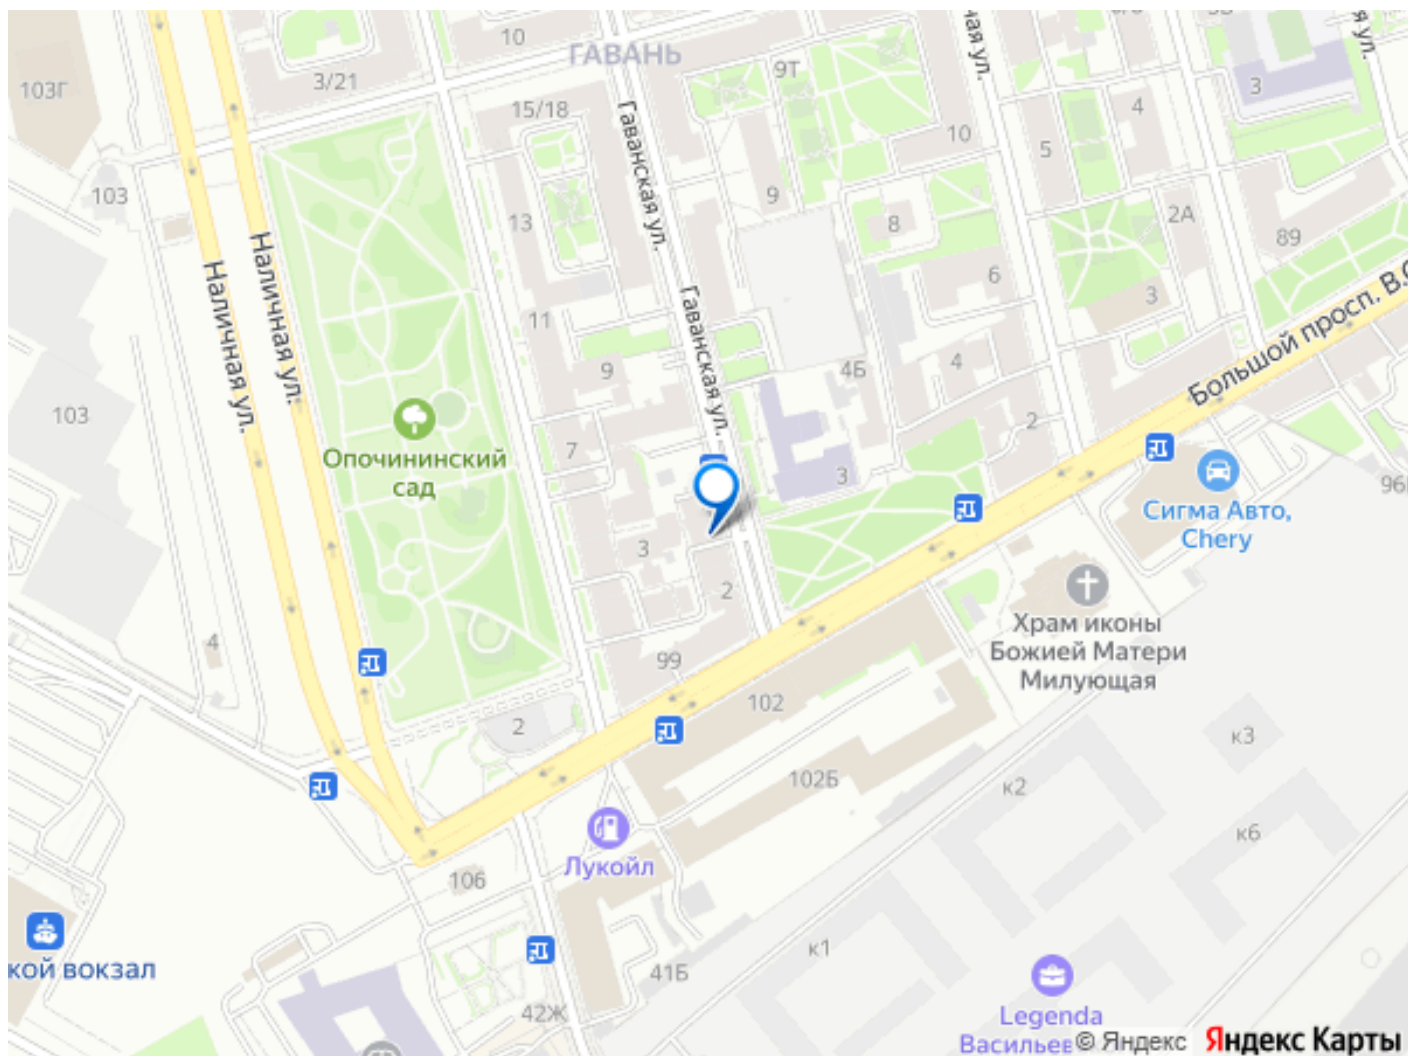 103Г
3/21
10
ГАВАНЬ
9Т
ная ул.
3
4
я ул.
15/18
Гаванская ул.
10
5
103
9
13
8
2А
89
Наличная ул.
Наличная ул.
6
3
Большой просп. В.О
11
Гаванская ул.
9
4Б
4
103
2
7
3
Опочининский
сад
Сигма Авто,
Chery
3
2
Храм иконы
Божией Матери
Милующая
4
99
102
2
к3
102Б
к2
к6
Лукойл
106
кой вокзал
к1
41Б
42Ж
Legenda
Васильев
© Яндекс
Яндекс Карты